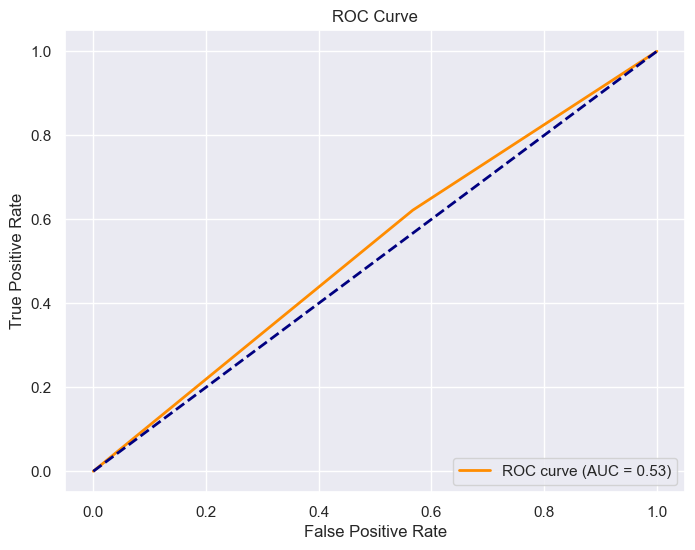 ROC Curve
1.0
0.8
0.6
0.4
0.2
0.0
True Positive Rate
ROC curve (AUC = 0.53)
0.0 0.2 0.4 0.6 0.8 1.0
False Positive Rate